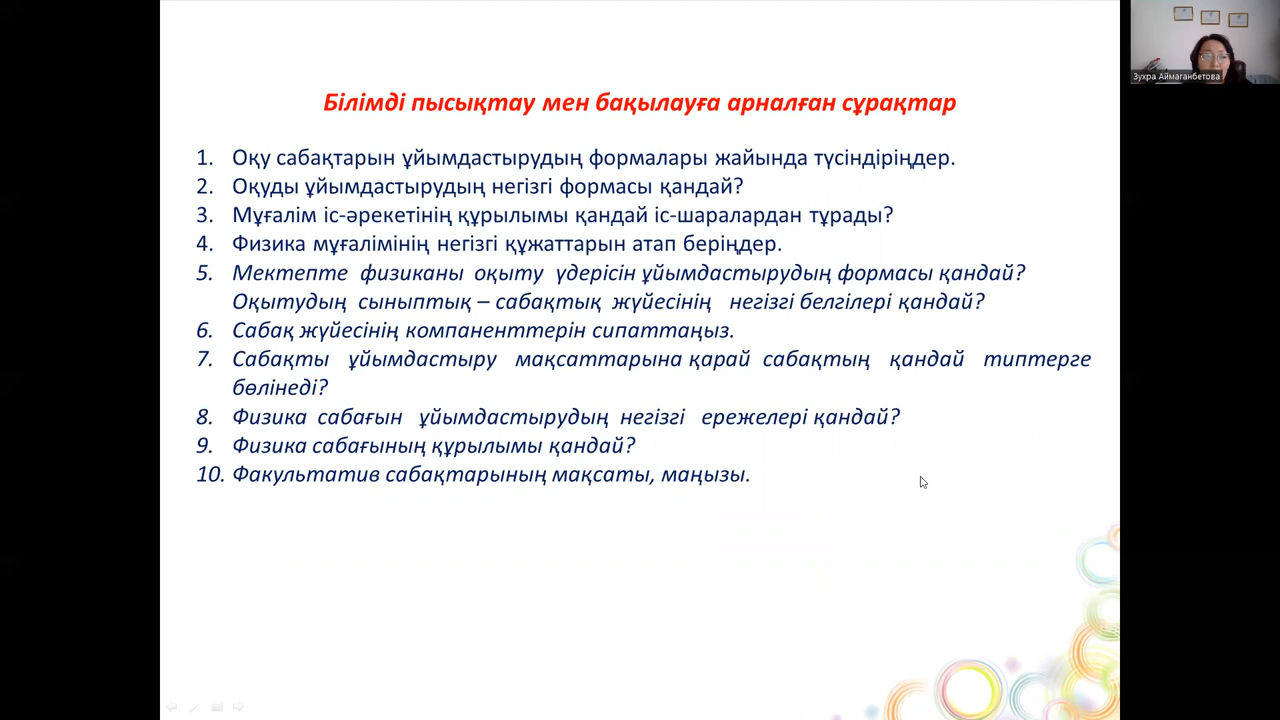 Білімді пысықтау мен бақылауға арналған сұрақтар
1. Оқу сабақтарын ұйымдастырудың формалары жайында түсіндіріңдер.
2. Оқуды ұйымдастырудың негізгі формасы қандай?
3. Мұғалім іс-әрекетінің құрылымы қандай іс-шаралардан тұрады?
4. Физика мұғалімінің негізгі құжаттарын атап беріңдер.
5. Мектепте физиканы оқыту үдерісін ұйымдастырудың формасы қандай?
Оқытудың сыныптық – сабақтық жүйесінің негізгі белгілері қандай?
6. Сабақ жүйесінің компаненттерін сипаттаңыз.
7. Сабақты ұйымдастыру мақсаттарына қарай сабақтың қандай типтерге
бөлінеді?
8. Физика сабағын ұйымдастырудың негізгі ережелері қандай?
9. Физика сабағының құрылымы қандай?
10. Факультатив сабақтарының мақсаты, маңызы.
Зухра Аймаганбетова